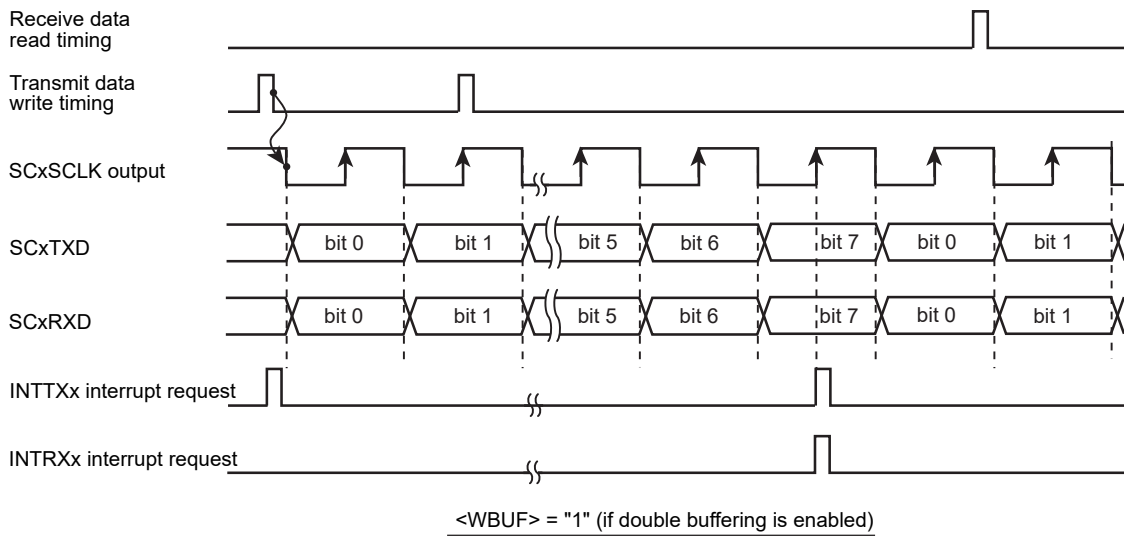 Receive data
read timing
Transmit data
write timing
SCxSCLK output
SCxTXD bit 0 bit 1 bit 5 bit 6 bit 7 bit 0 bit 1
SCxRXD bit 0 bit 1 bit 5 bit 6 bit 7 bit 0 bit 1
INTTXx interrupt request
INTRXx interrupt request
<WBUF> = "1" (if double buffering is enabled)